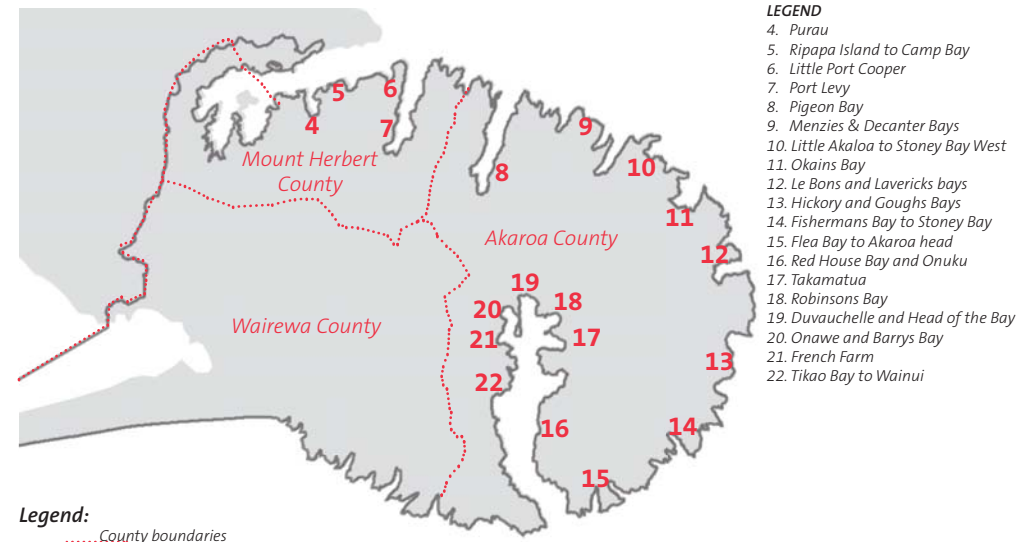 LEGEND
4. Purau
5. Ripapa Island to Camp Bay
6. Little Port Cooper
7. Port Levy
8. Pigeon Bay
9. Menzies & Decanter Bays
10. Little Akaloa to Stoney Bay West
11. Okains Bay
12. Le Bons and Lavericks bays
13. Hickory and Goughs Bays
14. Fishermans Bay to Stoney Bay
15. Flea Bay to Akaroa head
16. Red House Bay and Onuku
17. Takamatua
18. Robinsons Bay
19. Duvauchelle and Head of the Bay
20. Onawe and Barrys Bay
21. French Farm
22. Tikao Bay to Wainui
5
6
4
7
9
Mount Herbert
County
8
10
11
Akaroa County
12
19
20
18
Wairewa County
21
17
13
22
16
14
15
Legend:
County boundaries